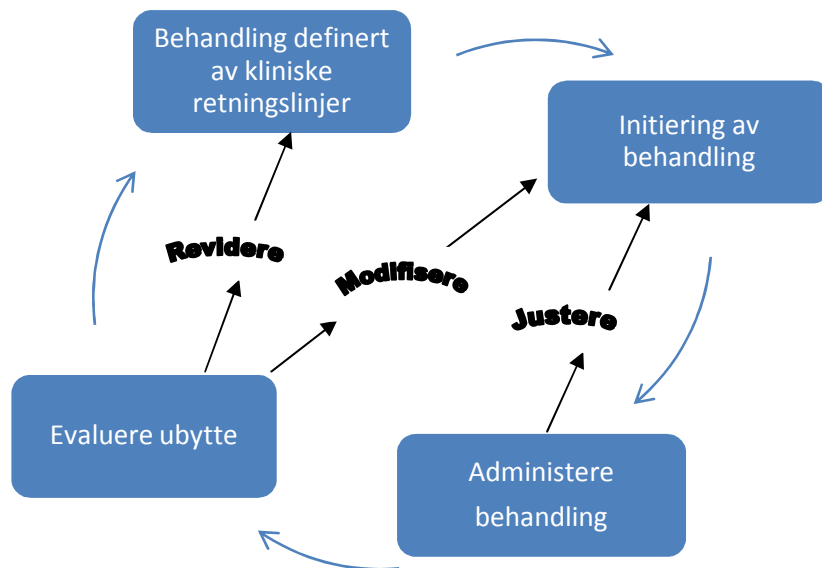 Behandling definert
av kliniske
retningslinjer
Initiering av
behandling
Revidere
Modifisere
Justere
Evaluere ubytte
Administere
behandling